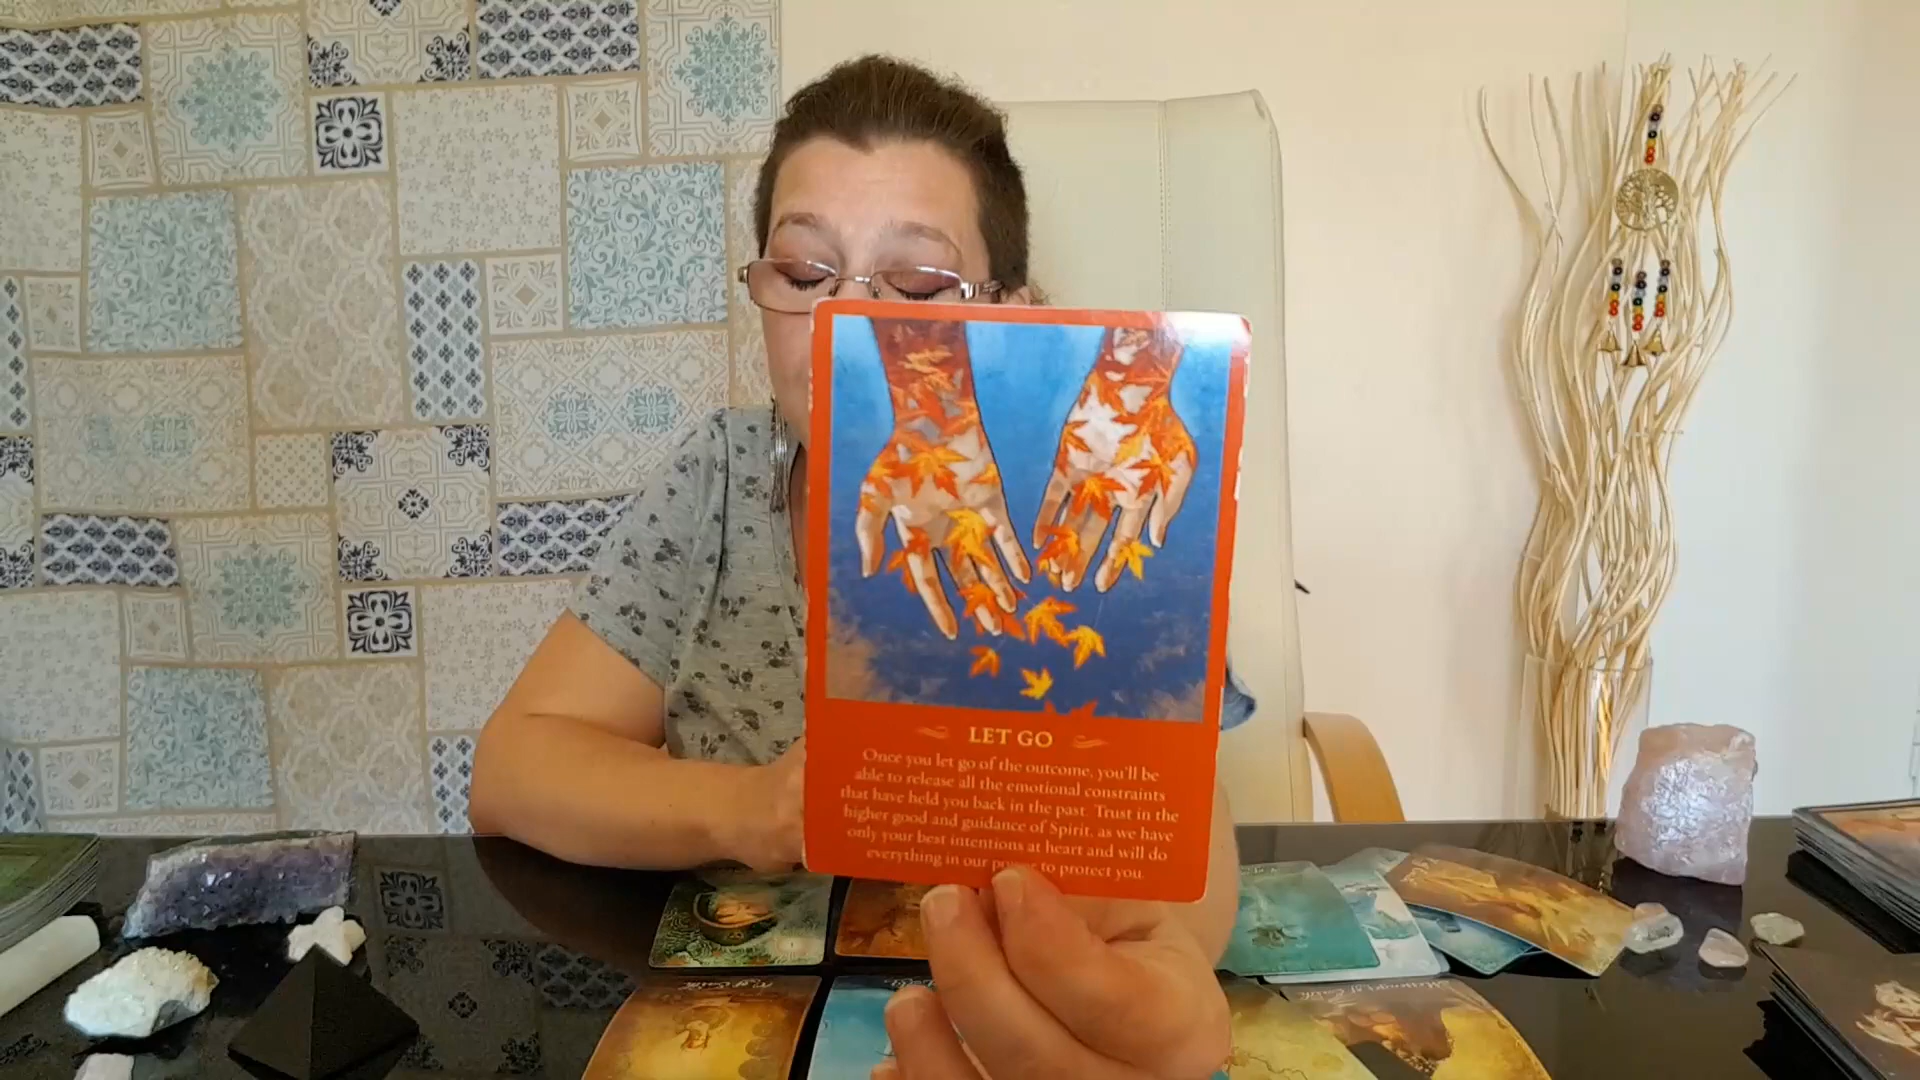 LET GO
Once you let go of the outcome, you'll be
able to release all the emotional constraints
that have held you back in the past. Trust in the
higher good and guidance of Spirit, as we have
only your best intentions at heart and will do
everything in our power to protect you.